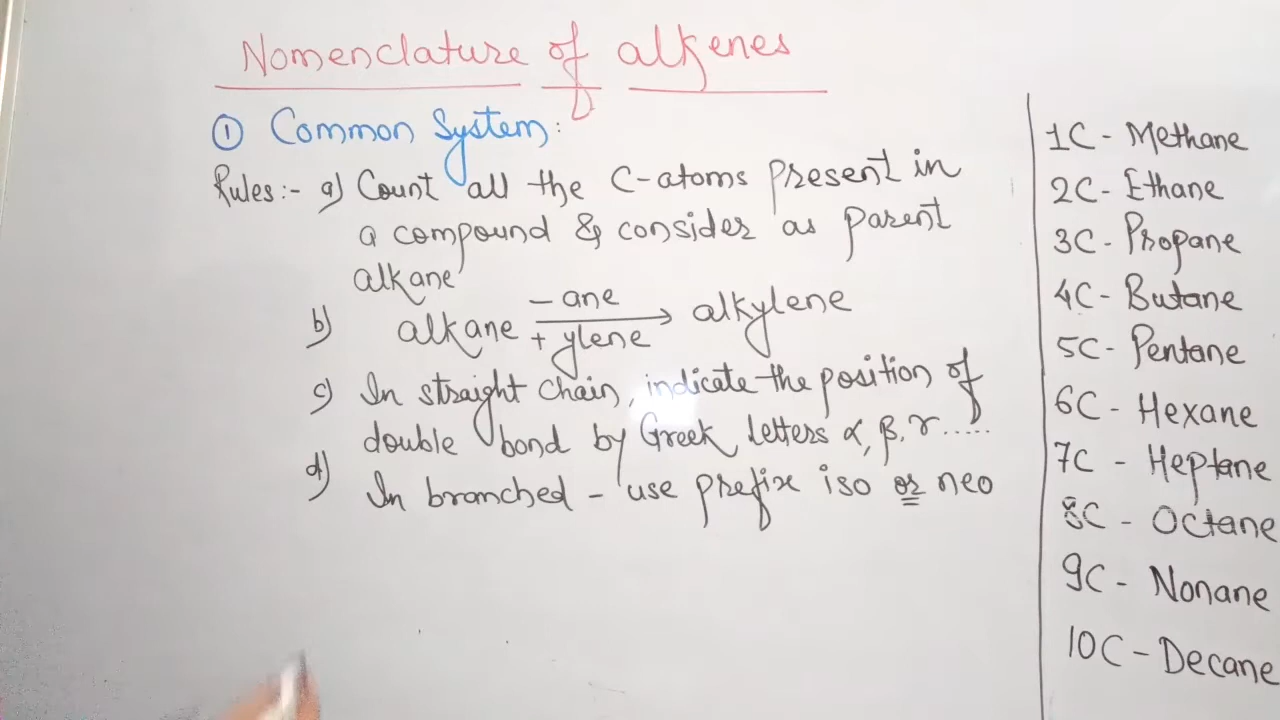 Nomenclature of alkenes
① Common System:
Rules:- a) Count all the C-atoms present in
a compound & consider as parent
alkane
b) alkane - ane + ylene → alkylene
c) In straight chain, indicate the position of
double bond by Greek letters α, β, γ.....
d) In branched - use prefix iso or neo
1C - Methane
2C - Ethane
3C - Propane
4C - Butane
5C - Pentane
6C - Hexane
7C - Heptane
8C - Octane
9C - Nonane
10C - Decane